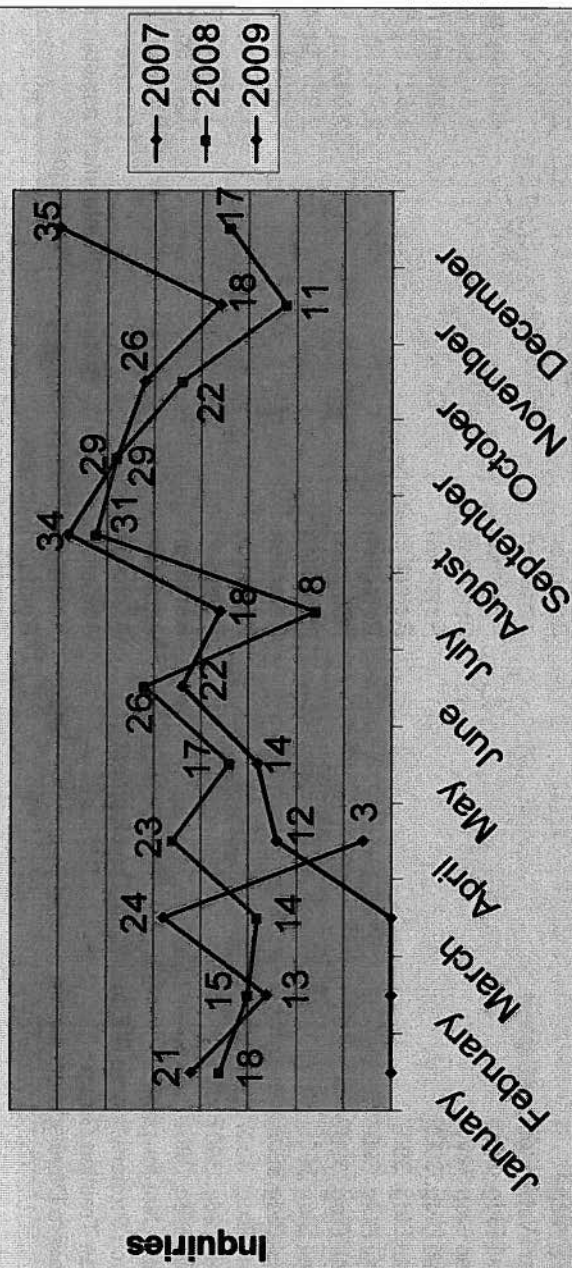 Inquiries
21
18
15
13
24
14
23
12
3
17
14
26
22
18
8
34
31
29
29
26
22
18
11
35
17
January
February
March
April
May
June
July
August
September
October
November
December
2007
2008
2009